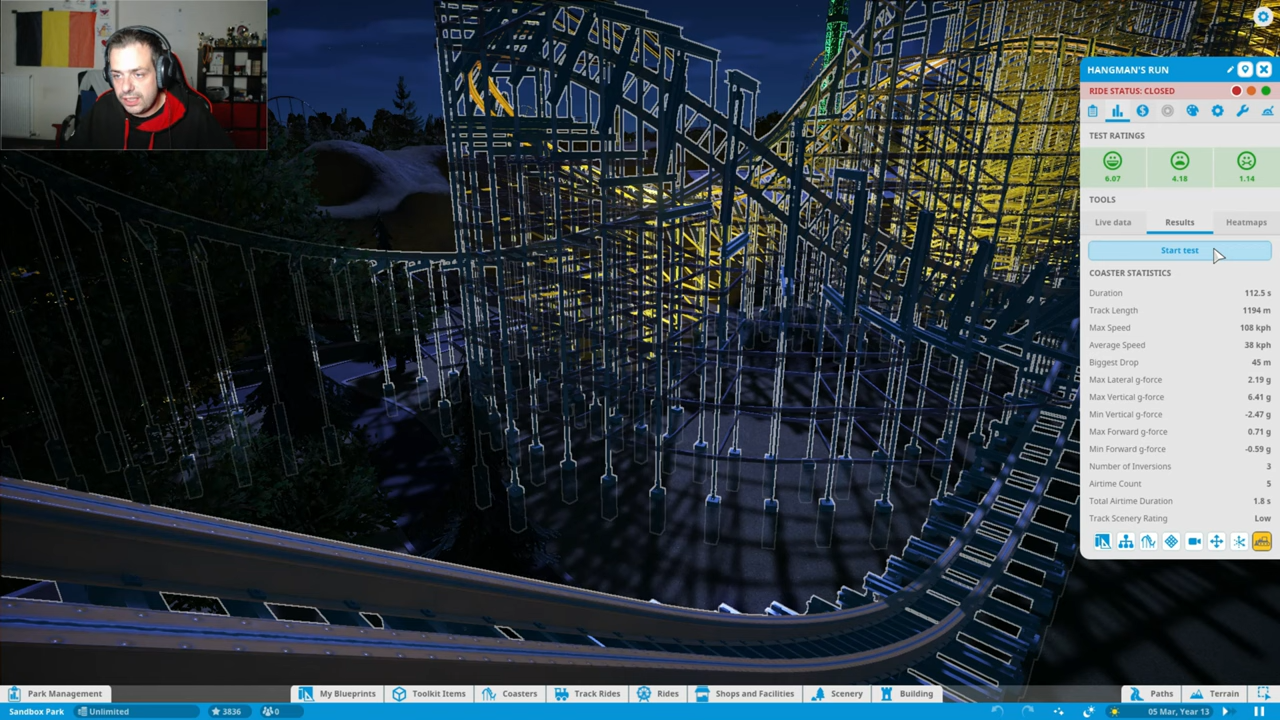 HANGMAN'S RUN
RIDE STATUS: CLOSED
TEST RATINGS
6.07 4.18 1.14
TOOLS
Live data Results Heatmaps
Start test
COASTER STATISTICS
Duration 112.5 s
Track Length 1194 m
Max Speed 108 kph
Average Speed 38 kph
Biggest Drop 45 m
Max Lateral g-force 2.19 g
Max Vertical g-force 6.41 g
Min Vertical g-force -2.47 g
Max Forward g-force 0.71 g
Min Forward g-force -0.59 g
Number of Inversions 3
Airtime Count 5
Total Airtime Duration 1.8 s
Track Scenery Rating Low
Park Management My Blueprints Toolkit Items Coasters Track Rides Rides Shops and Facilities Scenery Building Paths Terrain
Sandbox Park Unlimited 3836 0 05 Mar, Year 13